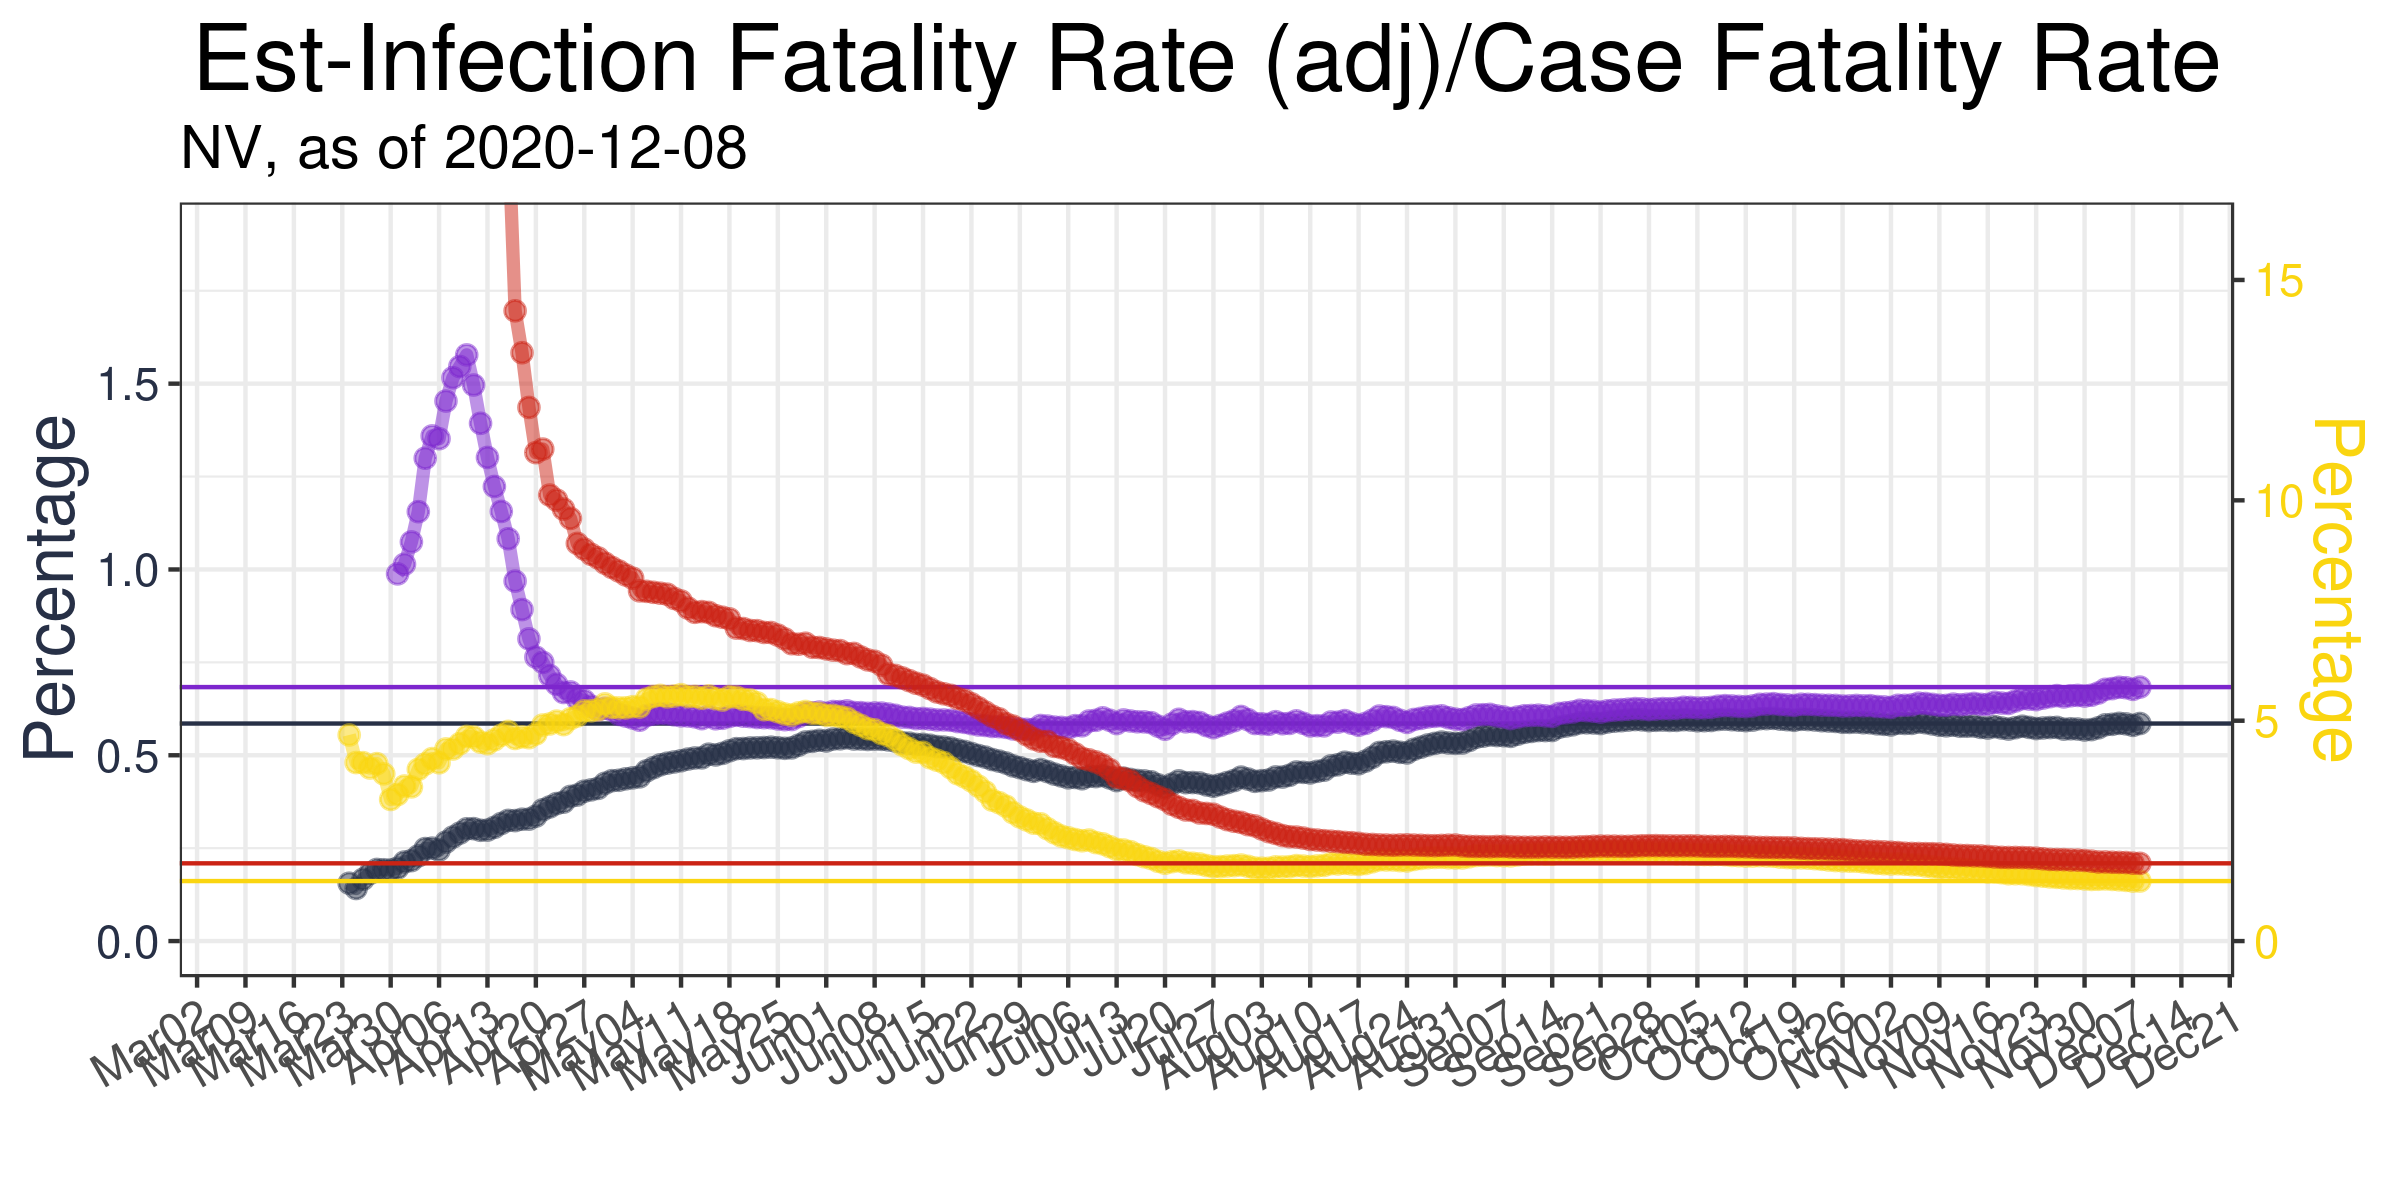 Est-Infection Fatality Rate (adj)/Case Fatality Rate
NV, as of 2020-12-08
Percentage
1.5
1.0
0.5
0.0
15
10
5
0
Percentage
Mar02
Mar09
Mar16
Mar23
Mar30
Apr06
Apr13
Apr20
Apr27
May04
May11
May18
May25
Jun01
Jun08
Jun15
Jun22
Jun29
Jul06
Jul13
Jul20
Jul27
Aug03
Aug10
Aug17
Aug24
Aug31
Sep07
Sep14
Sep21
Sep28
Oct05
Oct12
Oct19
Oct26
Nov02
Nov09
Nov16
Nov23
Nov30
Dec07
Dec14
Dec21